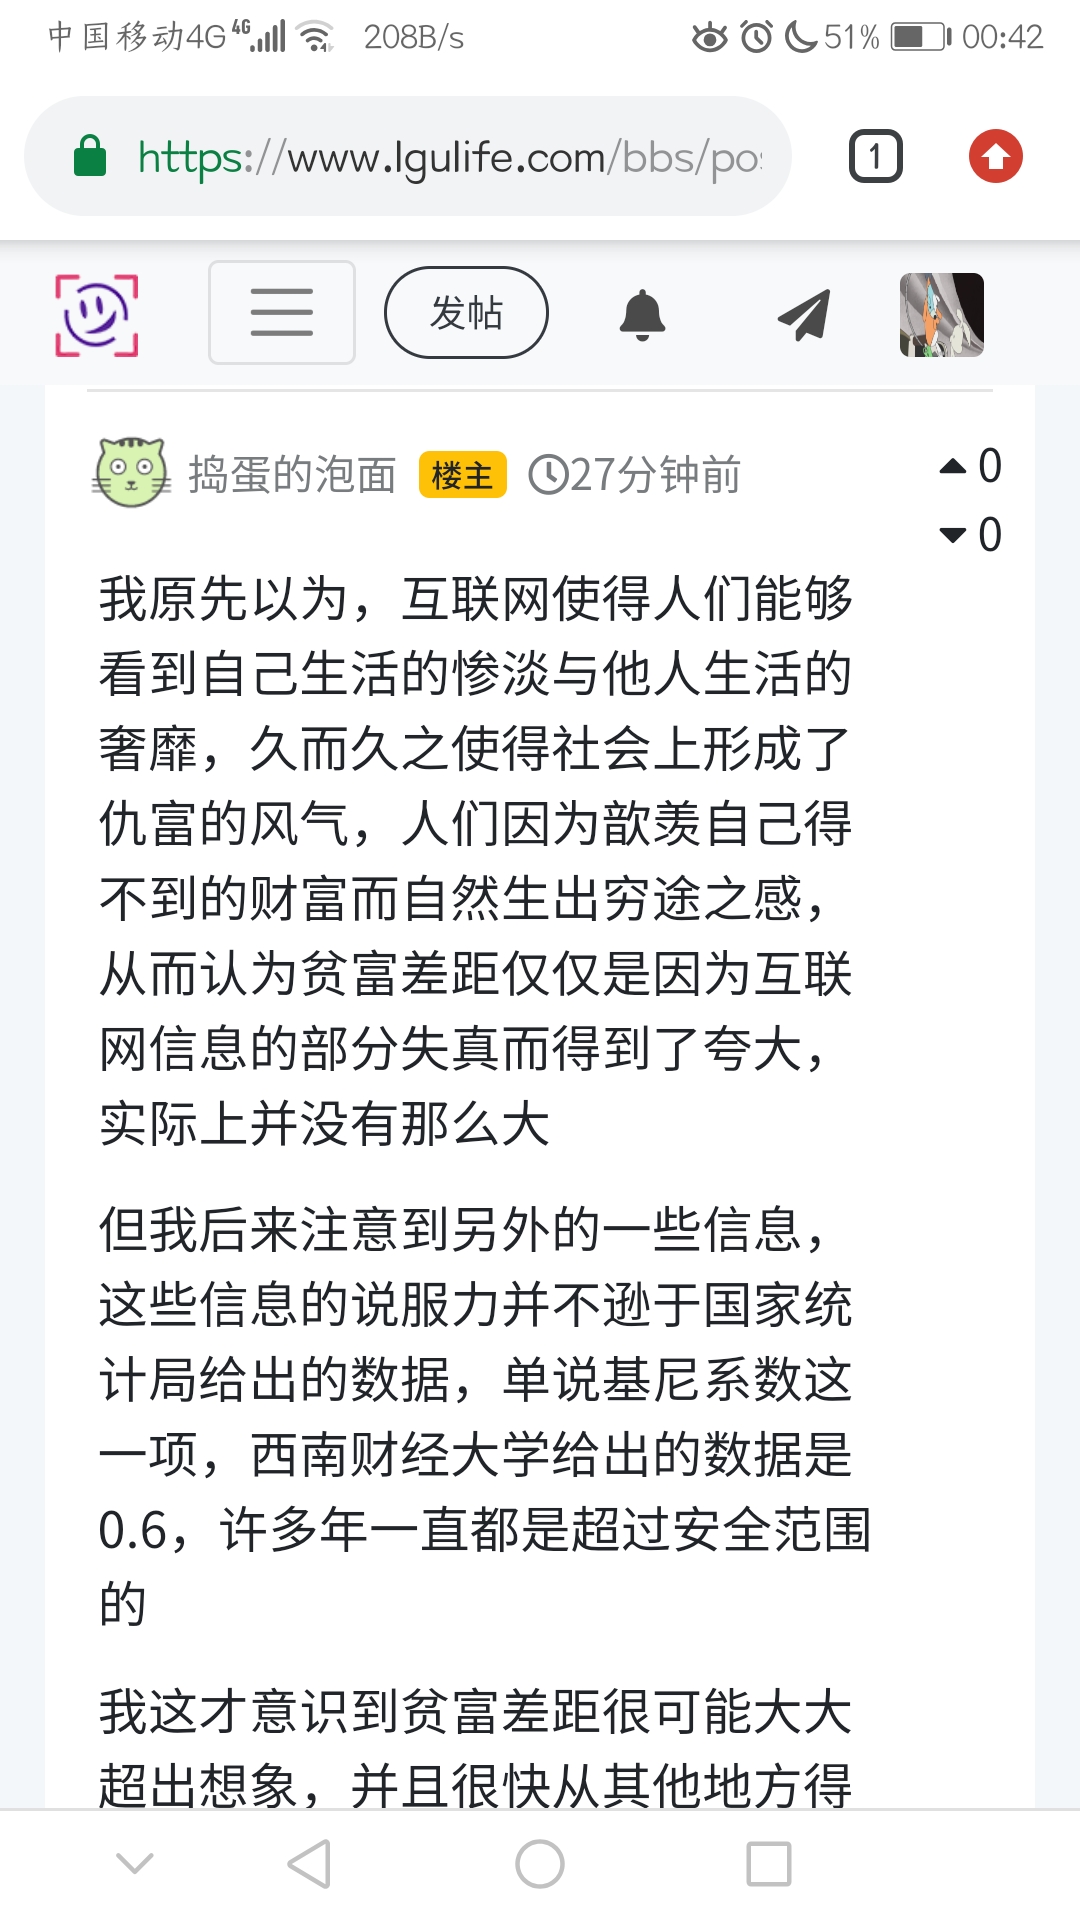 中国移动4G 4G 208B/s 51% 00:42
https://www.lgulife.com/bbs/pos
1
发帖
捣蛋的泡面 楼主 27分钟前
0
0
我原先以为，互联网使得人们能够
看到自己生活的惨淡与他人生活的
奢靡，久而久之使得社会上形成了
仇富的风气，人们因为歆羡自己得
不到的财富而自然生出穷途之感，
从而认为贫富差距仅仅是因为互联
网信息的部分失真而得到了夸大，
实际上并没有那么大
但我后来注意到另外的一些信息，
这些信息的说服力并不逊于国家统
计局给出的数据，单说基尼系数这
一项，西南财经大学给出的数据是
0.6，许多年一直都是超过安全范围
的
我这才意识到贫富差距很可能大大
超出想象，并且很快从其他地方得